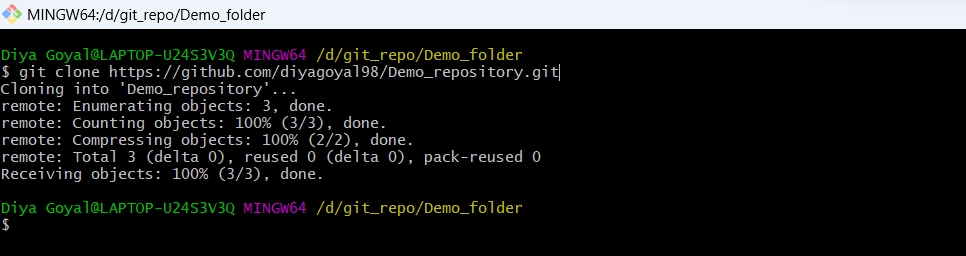 MINGW64:/d/git_repo/Demo_folder
Diya Goyal@LAPTOP-U24S3V3Q MINGW64 /d/git_repo/Demo_folder
$ git clone https://github.com/diyagoyal98/Demo_repository.git
Cloning into 'Demo_repository'...
remote: Enumerating objects: 3, done.
remote: Counting objects: 100% (3/3), done.
remote: Compressing objects: 100% (2/2), done.
remote: Total 3 (delta 0), reused 0 (delta 0), pack-reused 0
Receiving objects: 100% (3/3), done.
Diya Goyal@LAPTOP-U24S3V3Q MINGW64 /d/git_repo/Demo_folder
$